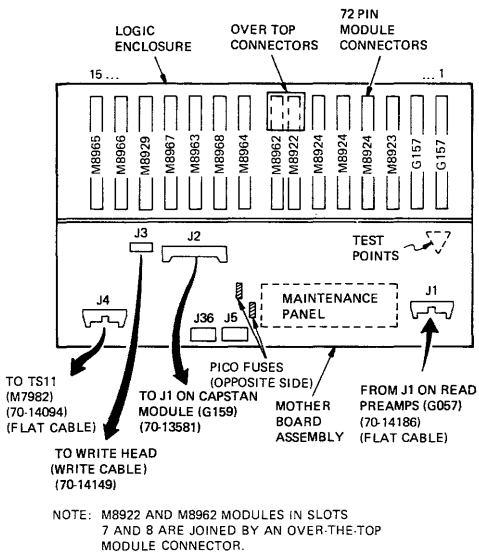 72 PIN
MODULE
CONNECTORS
OVER TOP
CONNECTORS
LOGIC
ENCLOSURE
15 ...
... 1
M8965
M8966
M8929
M8967
M8963
M8968
M8964
M8962
M8922
M8924
M8924
M8924
M8923
G157
G157
J3
J2
TEST
POINTS
J4
J36
J5
MAINTENANCE
PANEL
J1
PICO FUSES
(OPPOSITE SIDE)
TO TS11
(M7982)
(70-14094)
(FLAT CABLE)
TO J1 ON CAPSTAN
MODULE (G159)
(70-13581)
MOTHER
BOARD
ASSEMBLY
FROM J1 ON READ
PREAMPS (G057)
(70-14186)
(FLAT CABLE)
TO WRITE HEAD
(WRITE CABLE)
(70-14149)
NOTE: M8922 AND M8962 MODULES IN SLOTS
7 AND 8 ARE JOINED BY AN OVER-THE-TOP
MODULE CONNECTOR.